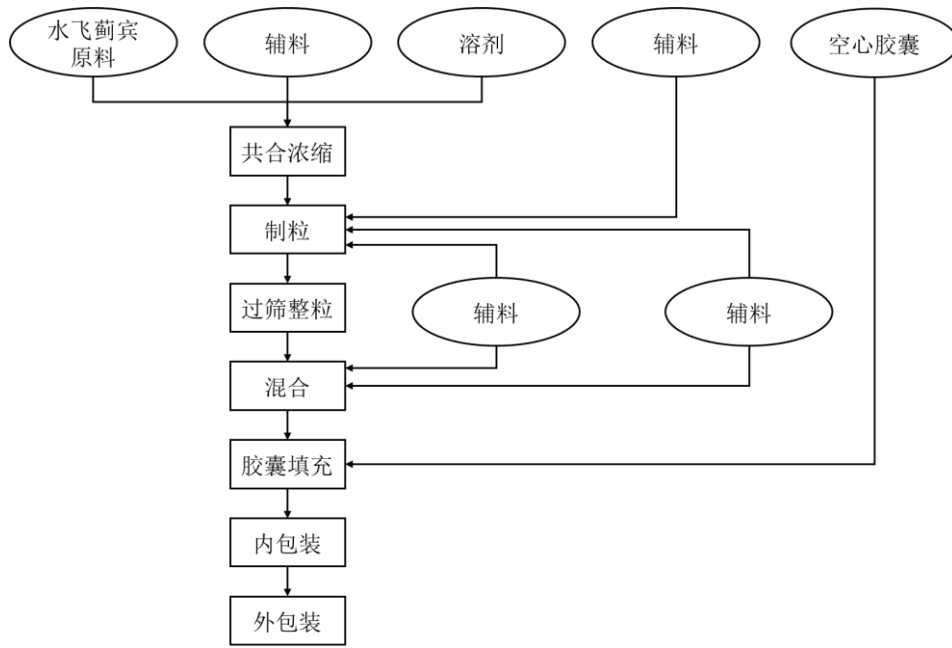 水飞蓟宾
原料
辅料
溶剂
辅料
空心胶囊
共合浓缩
制粒
过筛整粒
辅料
辅料
混合
胶囊填充
内包装
外包装